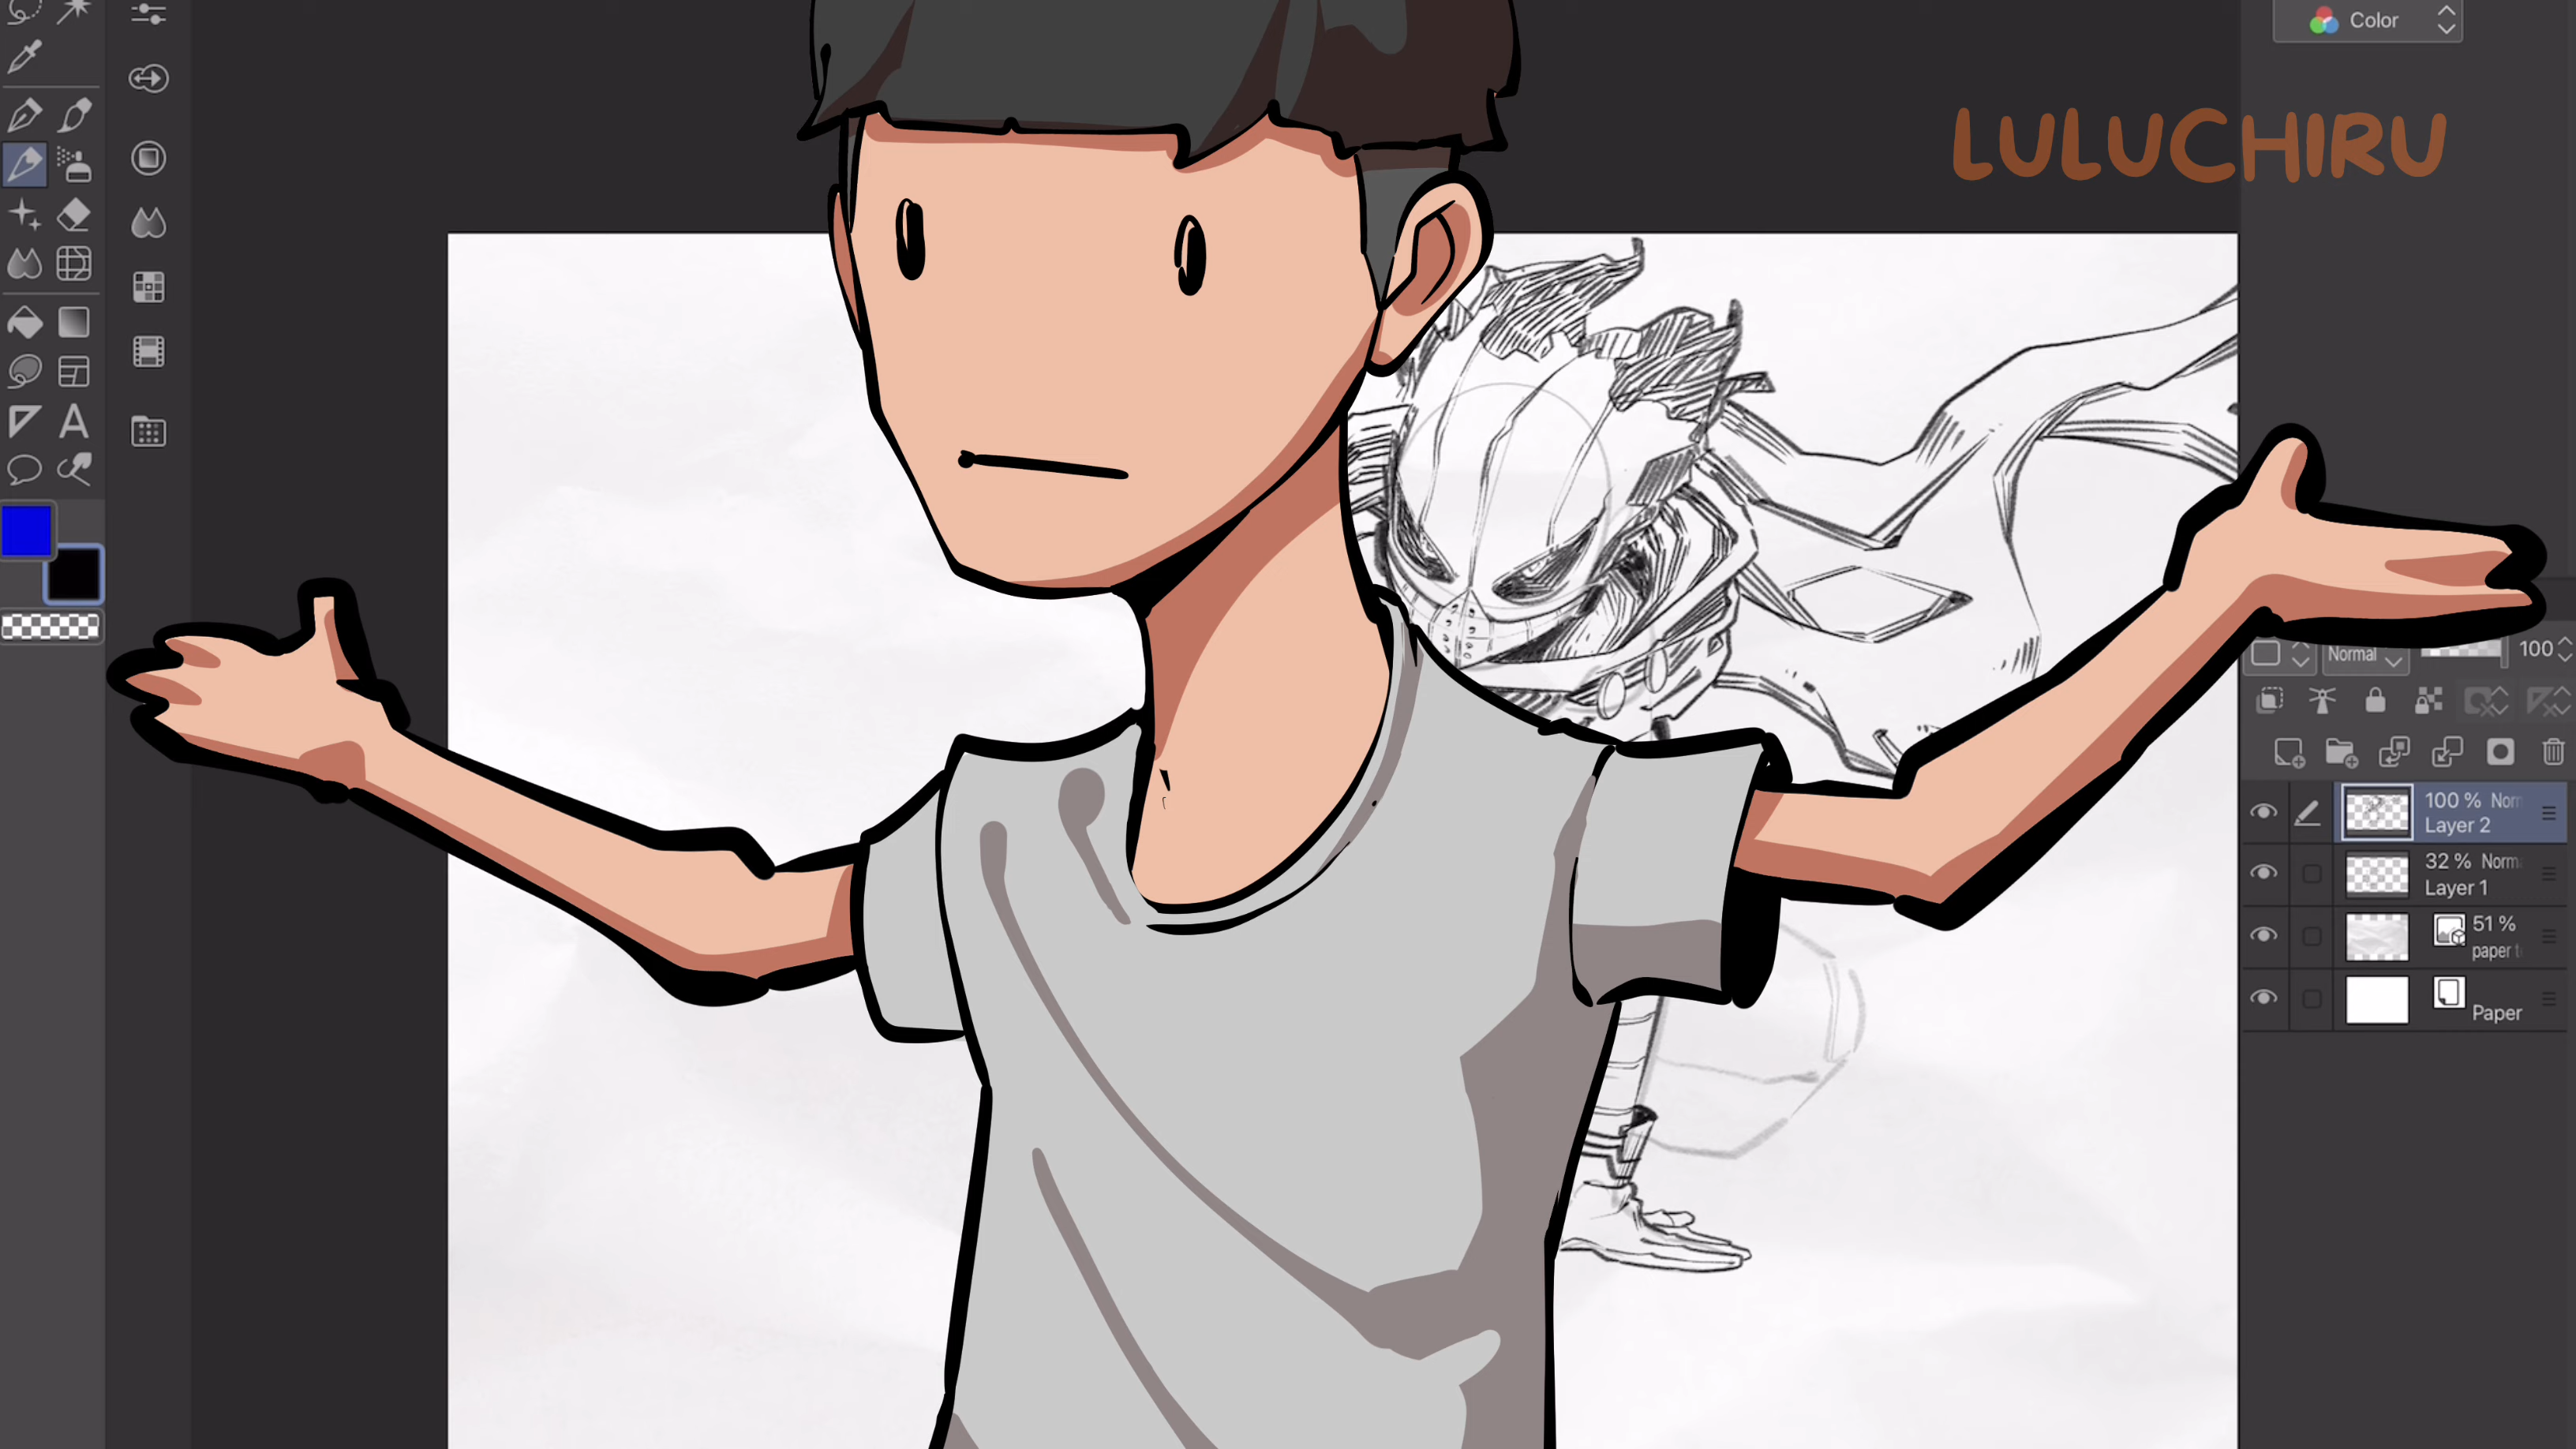 Color
LULUCHIRU
Normal
100
100 % Norm
Layer 2
32 % Norm
Layer 1
51 %
paper t
Paper
A